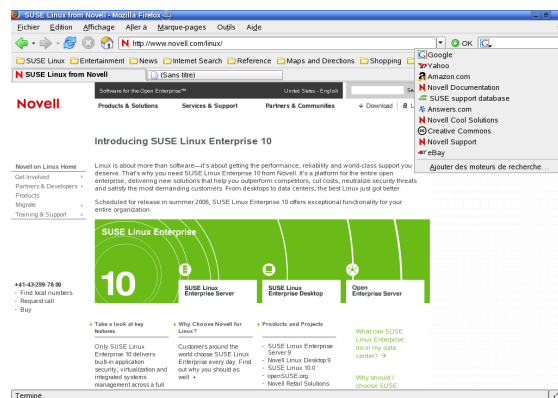 SUSE Linux from Novell - Mozilla Firefox
Fichier Edition Affichage Aller à Marque-pages Outils Aide
N http://www.novell.com/linux/
OK
G
SUSE Linux Entertainment News Internet Search Reference Maps and Directions Shopping
N SUSE Linux from Novell
(Sans titre)
Google
Yahoo
Amazon.com
Novell Documentation
SUSE support database
Answers.com
Novell Cool Solutions
Creative Commons
Novell Support
eBay
Ajouter des moteurs de recherche...
Software for the Open Enterprise™
United States - English
Se
Novell
Products & Solutions Services & Support Partners & Communities
Download
L
Introducing SUSE Linux Enterprise 10
Novell on Linux Home
Get Involved
Partners & Developers
Products
Migrate
Training & Support
Linux is about more than software—it's about getting the performance, reliability and world-class support you
deserve. That's why you need SUSE Linux Enterprise 10 from Novell. It's a platform for the entire open
enterprise, delivering new solutions that help you outperform competitors, cut costs, neutralize security threats
and satisfy the most demanding customers. From desktops to data centers, the best Linux just got better.
Scheduled for release in summer 2006, SUSE Linux Enterprise 10 offers exceptional functionality for your
entire organization.
SUSE Linux Enterprise
10
SUSE Linux
Enterprise Server
SUSE Linux
Enterprise Desktop
Open
Enterprise Server
+41-43-299 78 00
- Find local numbers
- Request call
- Buy
+ Take a look at key
features
Only SUSE Linux
Enterprise 10 delivers
built-in application
security, virtualization and
integrated systems
management across a full
+ Why Choose Novell for
Linux?
Customers around the
world choose SUSE Linux
Enterprise every day. Find
out why you should as
well. +
+ Products and Projects
- SUSE Linux Enterprise
Server 9
- Novell Linux Desktop 9
- SUSE Linux 10.0
- openSUSE.org
- Novell Retail Solutions
What can SUSE
Linux Enterprise
do in my data
center? →
Why should I
choose SUSE
Terminé